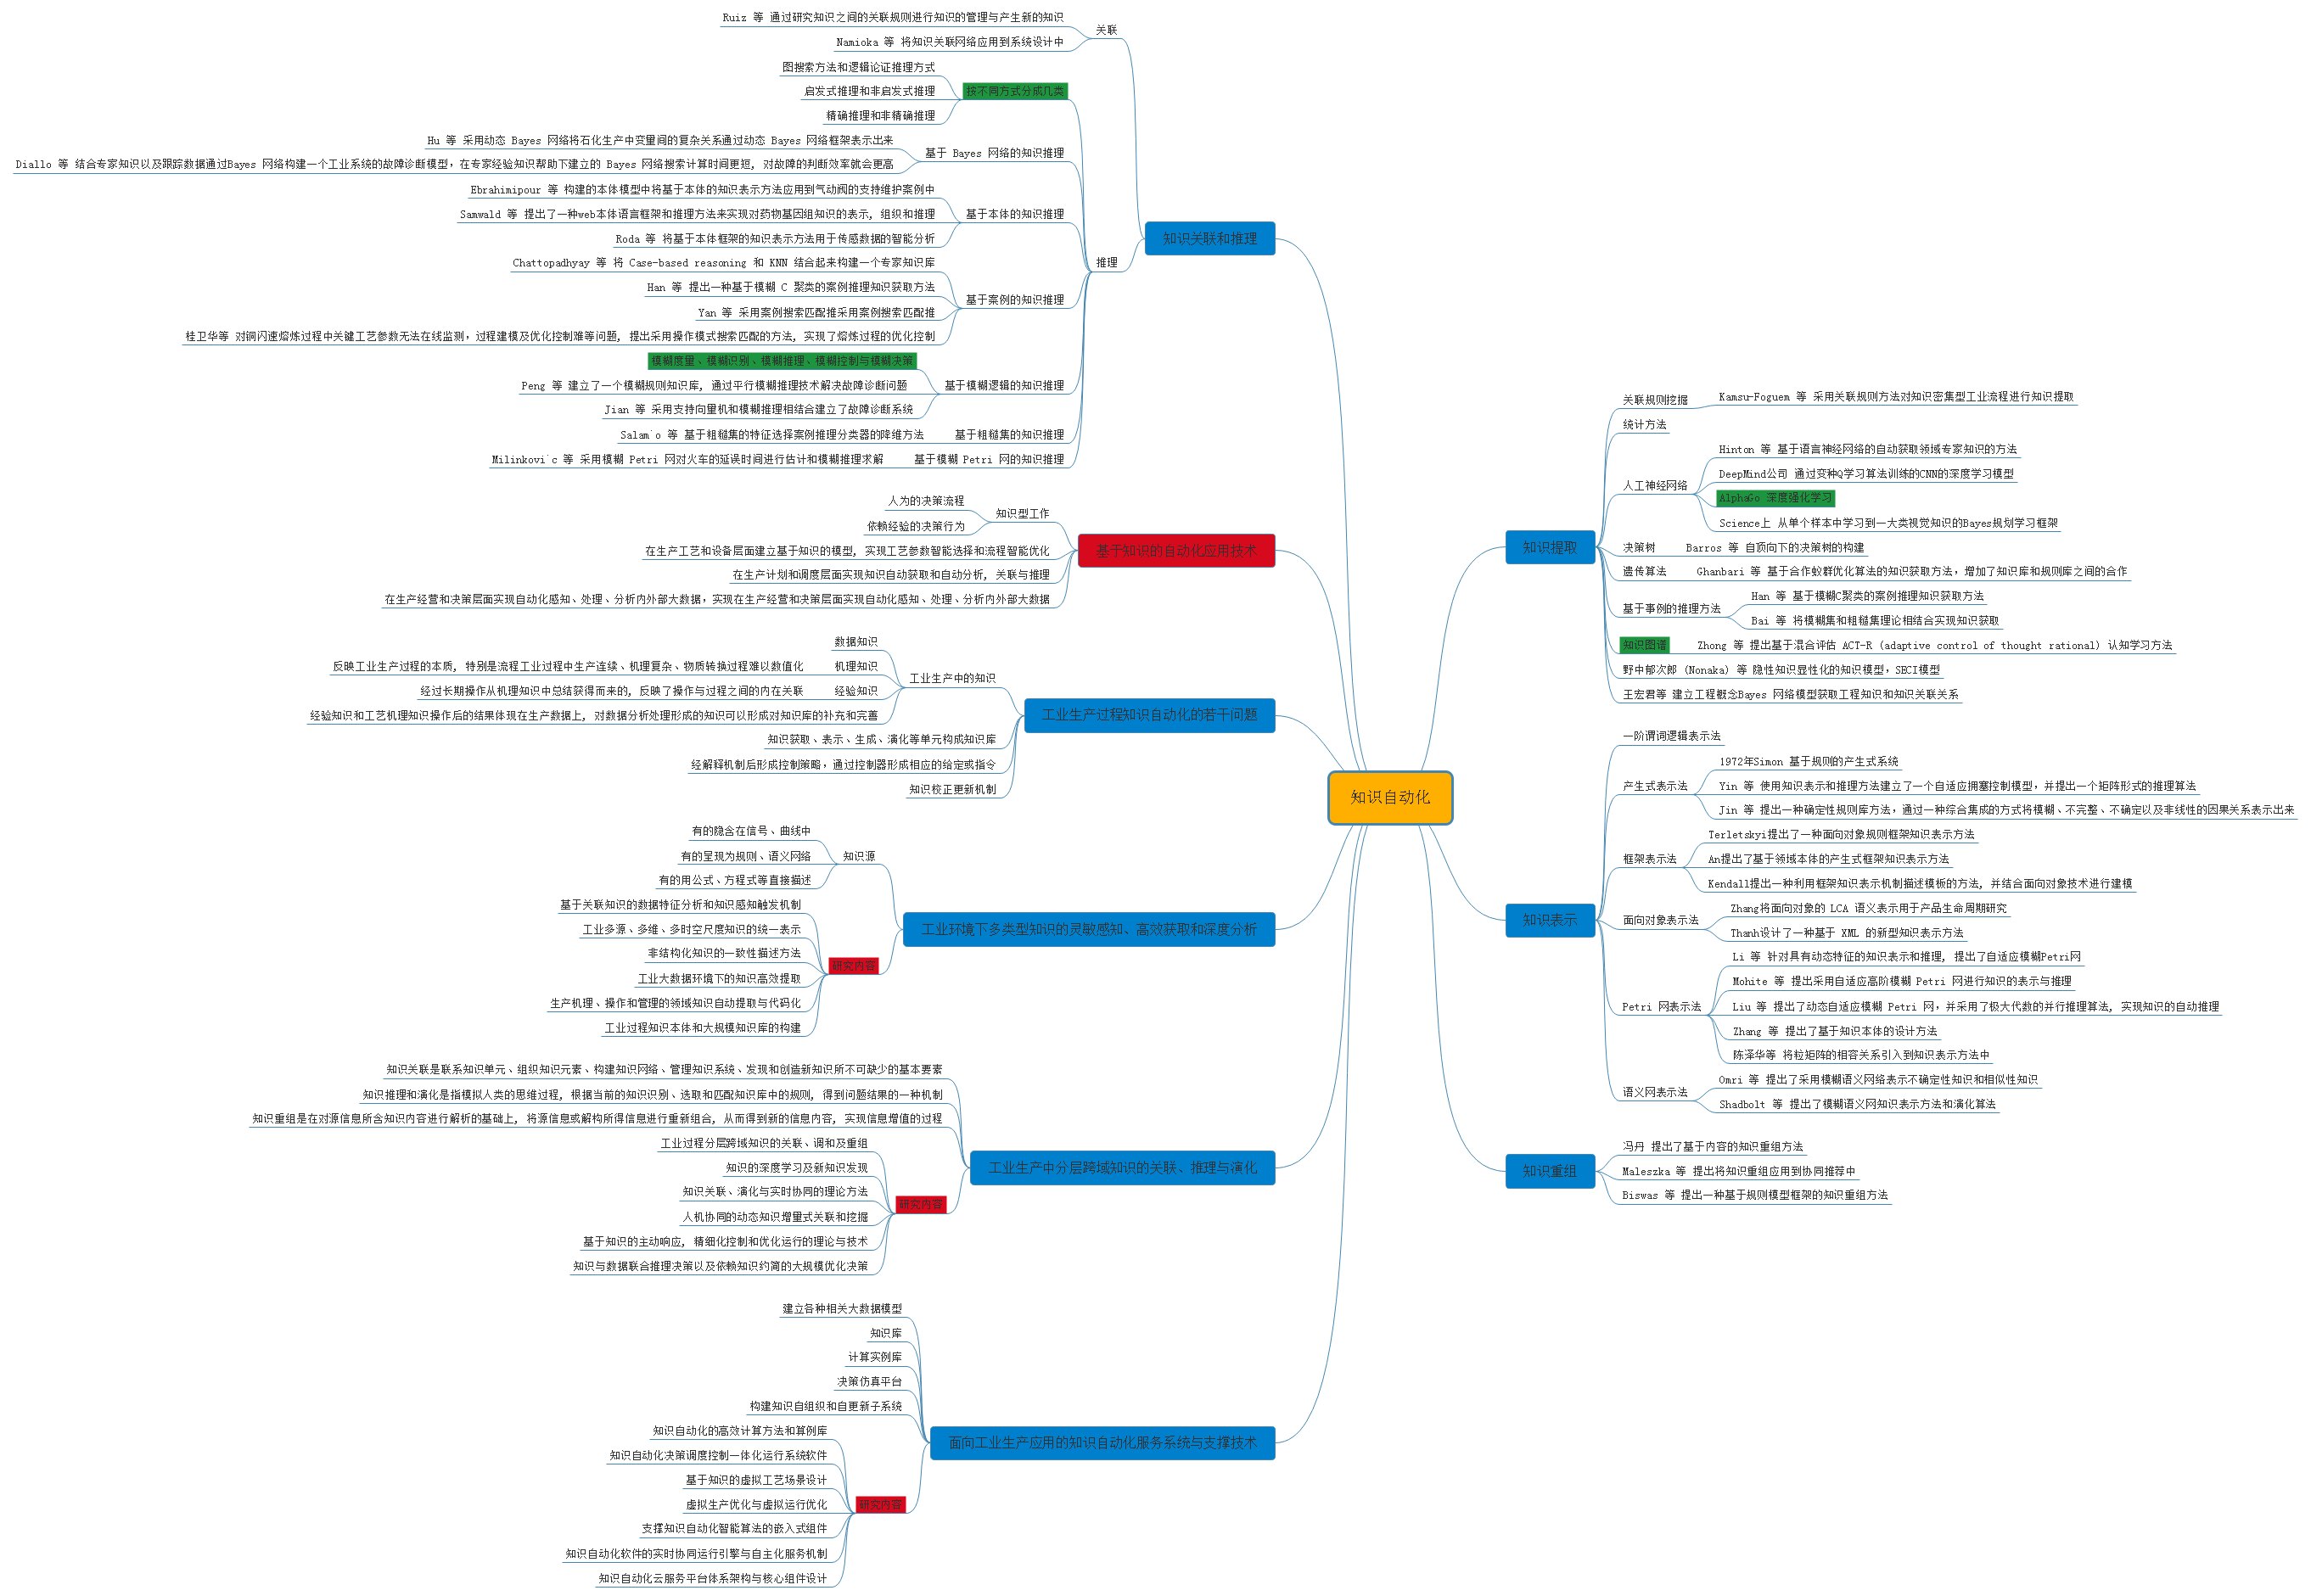 知识自动化
知识关联和推理
关联
Ruiz 等 通过研究知识之间的关联规则进行知识的管理与产生新的知识
Namioka 等 将知识关联网络应用到系统设计中
推理
按不同方式分成几类
图搜索方法和逻辑论证推理方式
启发式推理和非启发式推理
精确推理和非精确推理
基于 Bayes 网络的知识推理
Hu 等 采用动态 Bayes 网络将石化生产中变量间的复杂关系通过动态 Bayes 网络框架表示出来
Diallo 等 结合专家知识以及跟踪数据通过Bayes 网络构建一个工业系统的故障诊断模型，在专家经验知识帮助下建立的 Bayes 网络搜索计算时间更短, 对故障的判断效率就会更高
基于本体的知识推理
Ebrahimipour 等 构建的本体模型中将基于本体的知识表示方法应用到气动阀的支持维护案例中
Samwald 等 提出了一种web本体语言框架和推理方法来实现对药物基因组知识的表示, 组织和推理
Roda 等 将基于本体框架的知识表示方法用于传感数据的智能分析
基于案例的知识推理
Chattopadhyay 等 将 Case-based reasoning 和 KNN 结合起来构建一个专家知识库
Han 等 提出一种基于模糊 C 聚类的案例推理知识获取方法
Yan 等 采用案例搜索匹配推采用案例搜索匹配推
桂卫华等 对铜闪速熔炼过程中关键工艺参数无法在线监测，过程建模及优化控制难等问题, 提出采用操作模式搜索匹配的方法, 实现了熔炼过程的优化控制
基于模糊逻辑的知识推理
模糊度量、模糊识别、模糊推理、模糊控制与模糊决策
Peng 等 建立了一个模糊规则知识库, 通过平行模糊推理技术解决故障诊断问题
Jian 等 采用支持向量机和模糊推理相结合建立了故障诊断系统
基于粗糙集的知识推理
Salam`o 等 基于粗糙集的特征选择案例推理分类器的降维方法
基于模糊 Petri 网的知识推理
Milinkovi`c 等 采用模糊 Petri 网对火车的延误时间进行估计和模糊推理求解
基于知识的自动化应用技术
知识型工作
人为的决策流程
依赖经验的决策行为
在生产工艺和设备层面建立基于知识的模型, 实现工艺参数智能选择和流程智能优化
在生产计划和调度层面实现知识自动获取和自动分析, 关联与推理
在生产经营和决策层面实现自动化感知、处理、分析内外部大数据，实现在生产经营和决策层面实现自动化感知、处理、分析内外部大数据
工业生产过程知识自动化的若干问题
工业生产中的知识
数据知识
机理知识
反映工业生产过程的本质, 特别是流程工业过程中生产连续、机理复杂、物质转换过程难以数值化
经验知识
经过长期操作从机理知识中总结获得而来的, 反映了操作与过程之间的内在关联
经验知识和工艺机理知识操作后的结果体现在生产数据上, 对数据分析处理形成的知识可以形成对知识库的补充和完善
知识获取、表示、生成、演化等单元构成知识库
经解释机制后形成控制策略，通过控制器形成相应的给定或指令
知识校正更新机制
工业环境下多类型知识的灵敏感知、高效获取和深度分析
知识源
有的隐含在信号、曲线中
有的呈现为规则、语义网络
有的用公式、方程式等直接描述
研究内容
基于关联知识的数据特征分析和知识感知触发机制
工业多源、多维、多时空尺度知识的统一表示
非结构化知识的一致性描述方法
工业大数据环境下的知识高效提取
生产机理、操作和管理的领域知识自动提取与代码化
工业过程知识本体和大规模知识库的构建
工业生产中分层跨域知识的关联、推理与演化
知识关联是联系知识单元、组织知识元素、构建知识网络、管理知识系统、发现和创造新知识所不可缺少的基本要素
知识推理和演化是指模拟人类的思维过程, 根据当前的知识识别、选取和匹配知识库中的规则, 得到问题结果的一种机制
知识重组是在对源信息所含知识内容进行解析的基础上, 将源信息或解构所得信息进行重新组合, 从而得到新的信息内容, 实现信息增值的过程
研究内容
工业过程分层跨域知识的关联、调和及重组
知识的深度学习及新知识发现
知识关联、演化与实时协同的理论方法
人机协同的动态知识增量式关联和挖掘
基于知识的主动响应, 精细化控制和优化运行的理论与技术
知识与数据联合推理决策以及依赖知识约简的大规模优化决策
面向工业生产应用的知识自动化服务系统与支撑技术
建立各种相关大数据模型
知识库
计算实例库
决策仿真平台
构建知识自组织和自更新子系统
研究内容
知识自动化的高效计算方法和算例库
知识自动化决策调度控制一体化运行系统软件
基于知识的虚拟工艺场景设计
虚拟生产优化与虚拟运行优化
支撑知识自动化智能算法的嵌入式组件
知识自动化软件的实时协同运行引擎与自主化服务机制
知识自动化云服务平台体系架构与核心组件设计
知识提取
关联规则挖掘
Kamsu-Foguem 等 采用关联规则方法对知识密集型工业流程进行知识提取
统计方法
人工神经网络
Hinton 等 基于语言神经网络的自动获取领域专家知识的方法
DeepMind公司 通过变种Q学习算法训练的CNN的深度学习模型
AlphaGo 深度强化学习
Science上 从单个样本中学习到一大类视觉知识的Bayes规划学习框架
决策树
Barros 等 自顶向下的决策树的构建
遗传算法
Ghanbari 等 基于合作蚁群优化算法的知识获取方法，增加了知识库和规则库之间的合作
基于事例的推理方法
Han 等 基于模糊C聚类的案例推理知识获取方法
Bai 等 将模糊集和粗糙集理论相结合实现知识获取
知识图谱
Zhong 等 提出基于混合评估 ACT-R (adaptive control of thought rational) 认知学习方法
野中郁次郎 (Nonaka) 等 隐性知识显性化的知识模型，SECI模型
王宏君等 建立工程概念Bayes 网络模型获取工程知识和知识关联关系
知识表示
一阶谓词逻辑表示法
产生式表示法
1972年Simon 基于规则的产生式系统
Yin 等 使用知识表示和推理方法建立了一个自适应拥塞控制模型，并提出一个矩阵形式的推理算法
Jin 等 提出一种确定性规则库方法，通过一种综合集成的方式将模糊、不完整、不确定以及非线性的因果关系表示出来
框架表示法
Terletskyi提出了一种面向对象规则框架知识表示方法
An提出了基于领域本体的产生式框架知识表示方法
Kendall提出一种利用框架知识表示机制描述模板的方法, 并结合面向对象技术进行建模
面向对象表示法
Zhang将面向对象的 LCA 语义表示用于产品生命周期研究
Thanh设计了一种基于 XML 的新型知识表示方法
Petri 网表示法
Li 等 针对具有动态特征的知识表示和推理, 提出了自适应模糊Petri网
Mohite 等 提出采用自适应高阶模糊 Petri 网进行知识的表示与推理
Liu 等 提出了动态自适应模糊 Petri 网，并采用了极大代数的并行推理算法, 实现知识的自动推理
Zhang 等 提出了基于知识本体的设计方法
陈泽华等 将粒矩阵的相容关系引入到知识表示方法中
语义网表示法
Omri 等 提出了采用模糊语义网络表示不确定性知识和相似性知识
Shadbolt 等 提出了模糊语义网知识表示方法和演化算法
知识重组
冯丹 提出了基于内容的知识重组方法
Maleszka 等 提出将知识重组应用到协同推荐中
Biswas 等 提出一种基于规则模型框架的知识重组方法